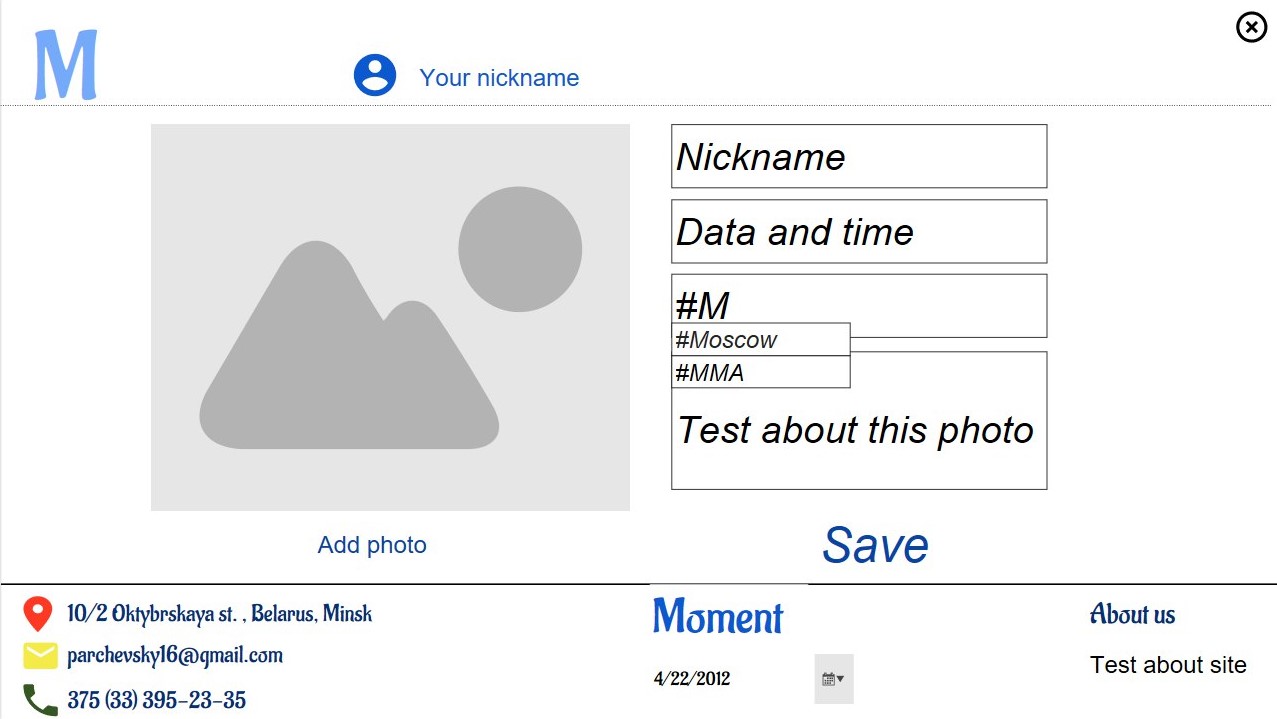 M
Your nickname
Nickname
Data and time
#M
#Moscow
#MMA
Test about this photo
Add photo
Save
10/2 Oktybrskaya st. , Belarus, Minsk
parchevsky16@gmail.com
375 (33) 395-23-35
Moment
4/22/2012
About us
Test about site